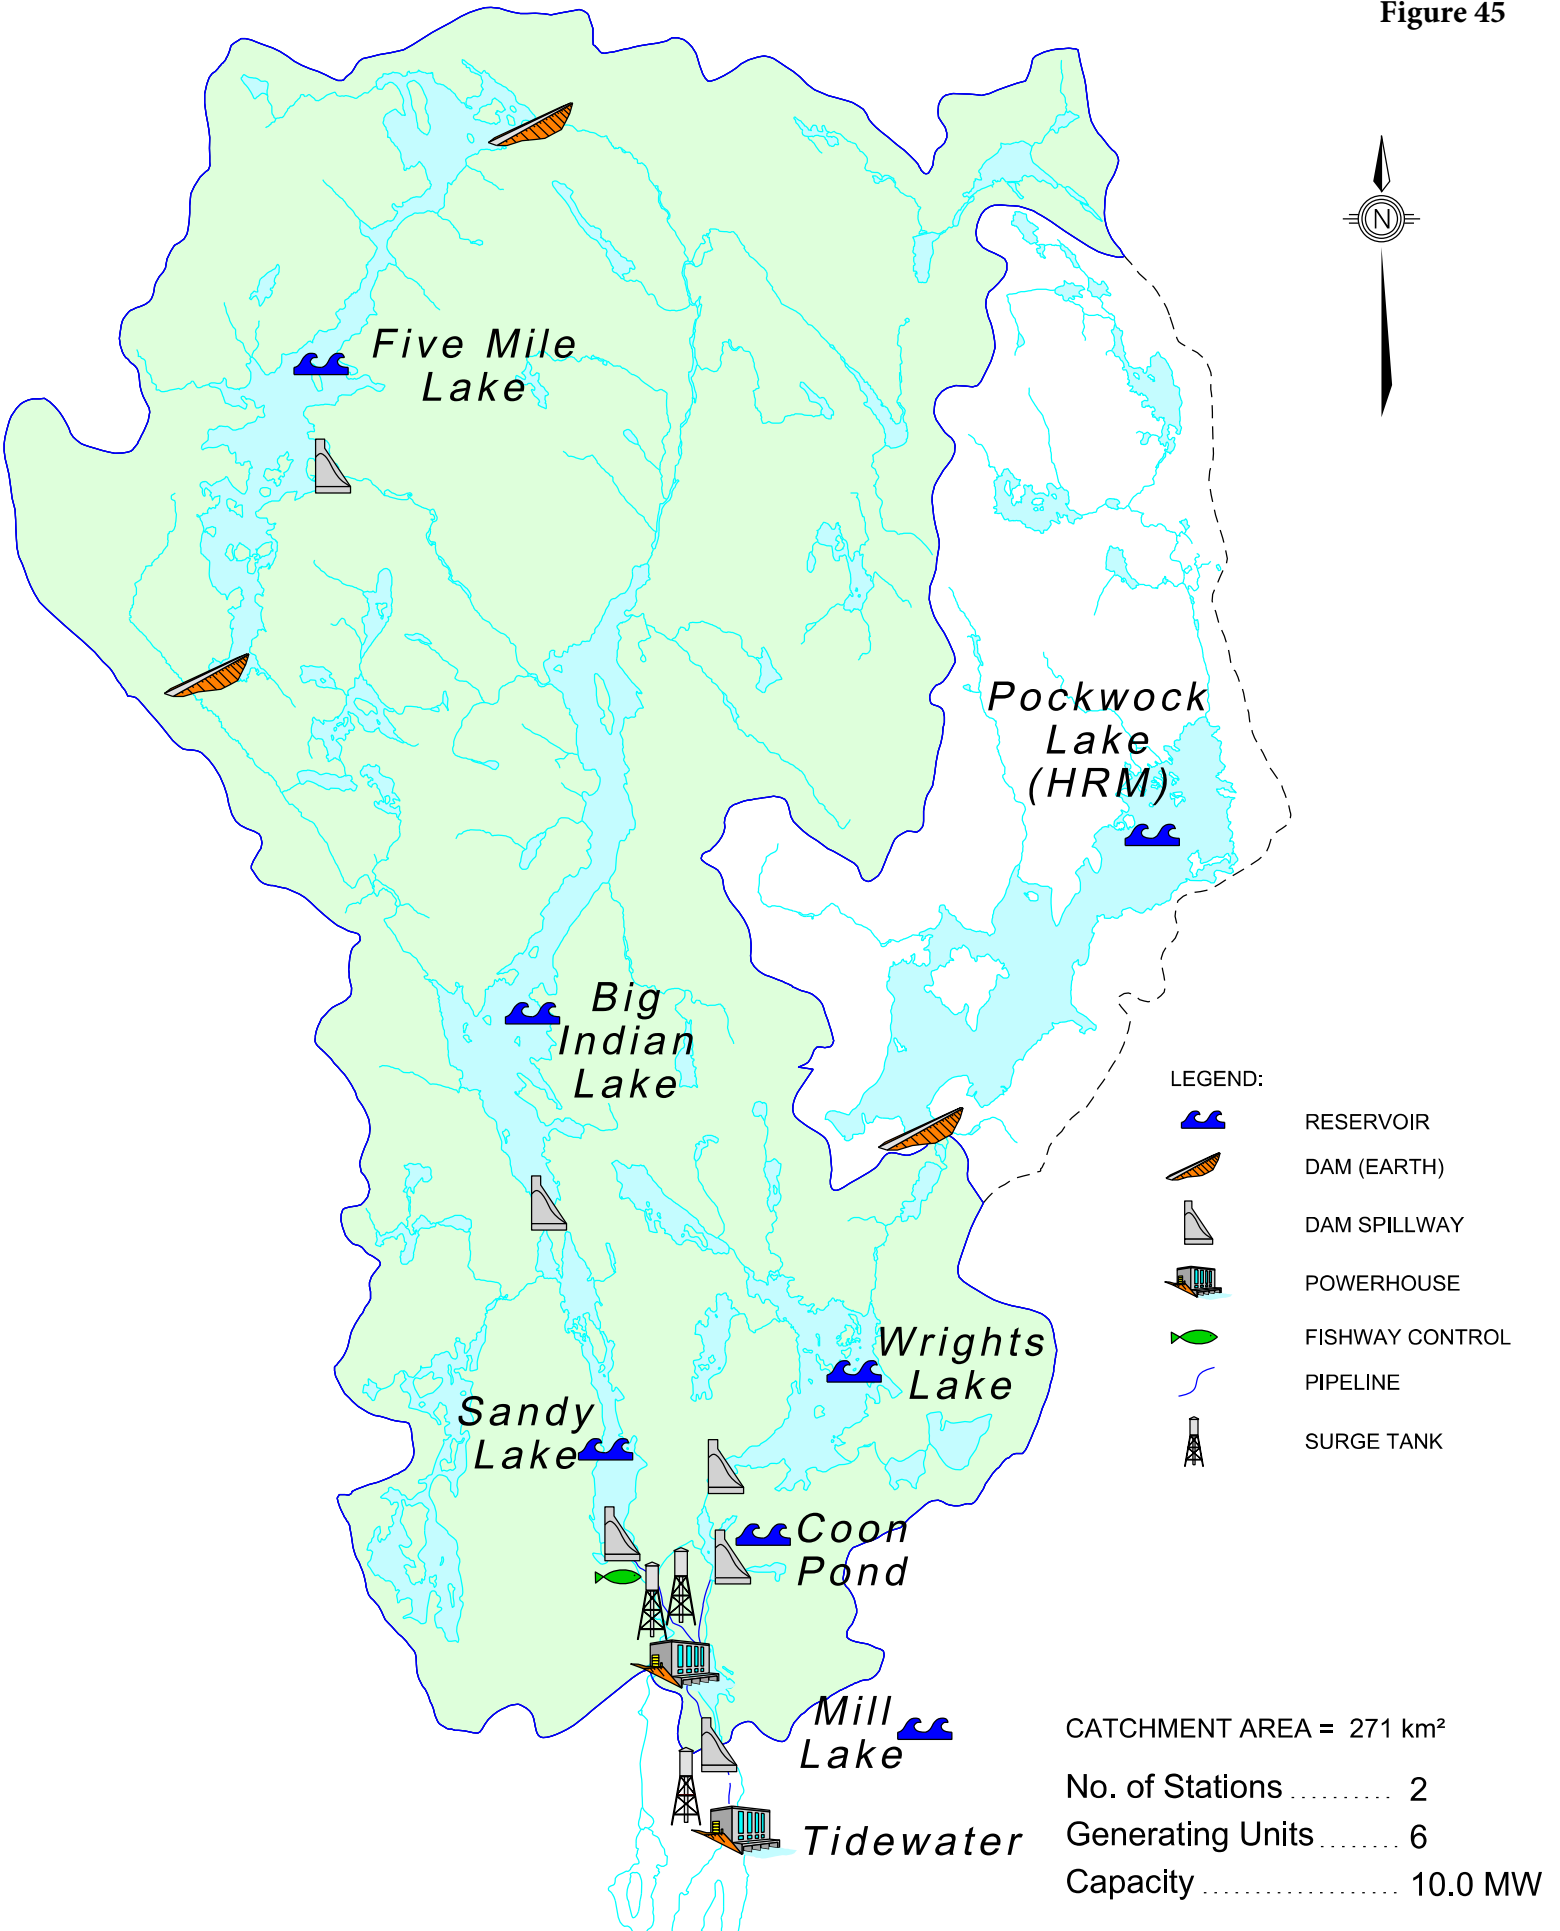 Figure 45
N
Five Mile
Lake
Pockwock
Lake
(HRM)
Big
Indian
Lake
LEGEND:
RESERVOIR
DAM (EARTH)
DAM SPILLWAY
POWERHOUSE
FISHWAY CONTROL
PIPELINE
SURGE TANK
Wrights
Lake
Sandy
Lake
Coon
Pond
Mill
Lake
Tidewater
CATCHMENT AREA = 271 km²
No. of Stations .......... 2
Generating Units ........ 6
Capacity ................... 10.0 MW